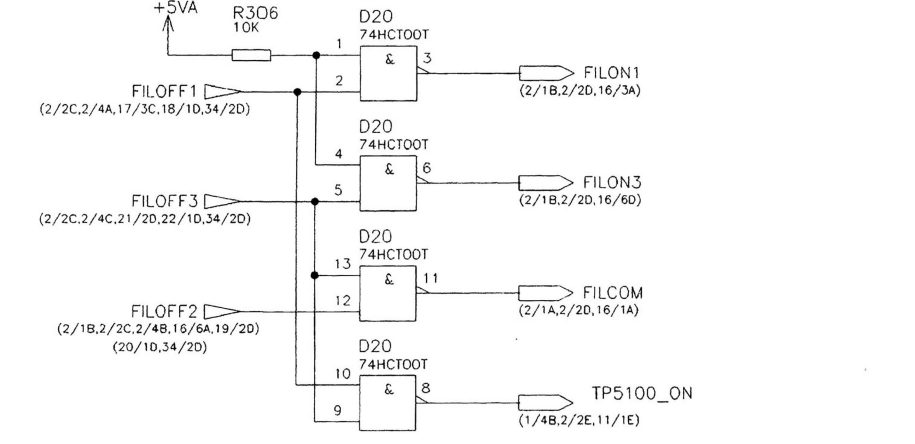 +5VA
R306
10K
D20
74HCT00T
1
&
3
2
FILON1
(2/1B,2/2D,16/3A)
FILOFF1
(2/2C,2/4A,17/3C,18/1D,34/2D)
D20
74HCT00T
4
&
6
5
FILON3
(2/1B,2/2D,16/6D)
FILOFF3
(2/2C,2/4C,21/2D,22/1D,34/2D)
D20
74HCT00T
13
&
11
12
FILCOM
(2/1A,2/2D,16/1A)
FILOFF2
(2/1B,2/2C,2/4B,16/6A,19/2D)
(20/1D,34/2D)
D20
74HCT00T
10
&
8
9
TP5100_ON
(1/4B,2/2E,11/1E)